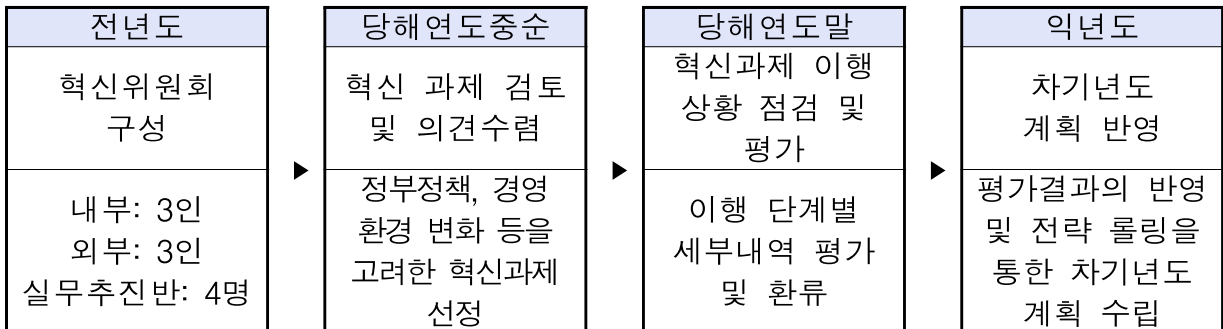 전년도
혁신위원회
구성
내부: 3인
외부: 3인
실무추진반: 4명
▶
당해연도중순
혁신 과제 검토
및 의견수렴
정부정책, 경영
환경 변화 등을
고려한 혁신과제
선정
▶
당해연도말
혁신과제 이행
상황 점검 및
평가
이행 단계별
세부내역 평가
및 환류
▶
익년도
차기년도
계획 반영
평가결과의 반영
및 전략 롤링을
통한 차기년도
계획 수립